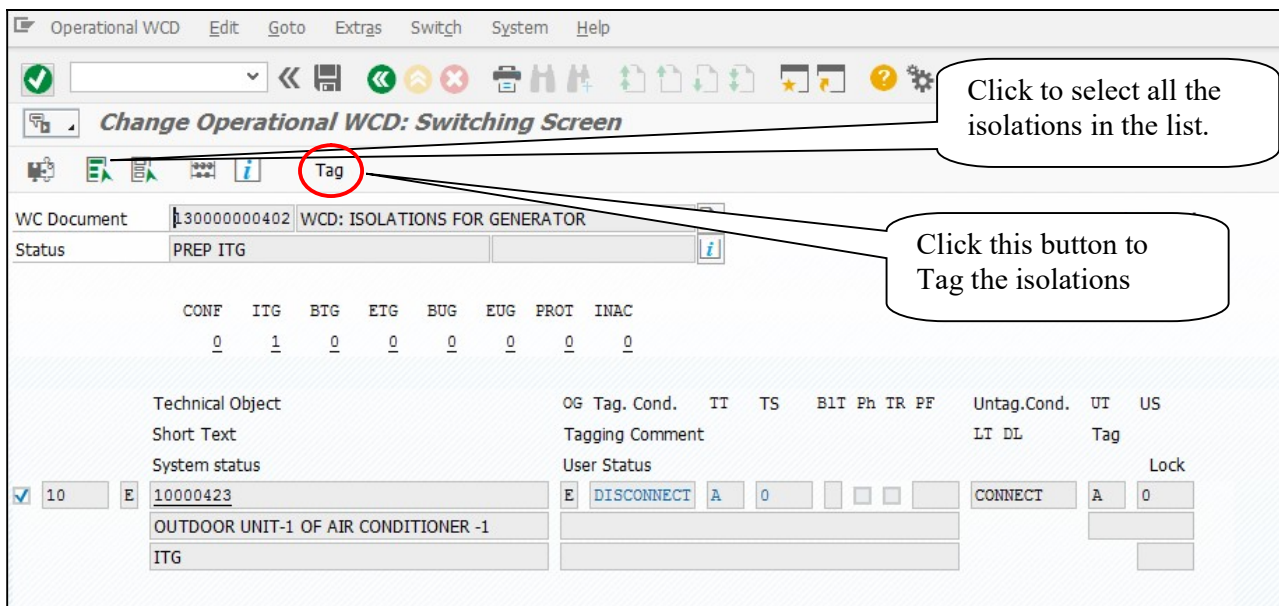 Operational WCD Edit Goto Extras Switch System Help
Click to select all the
isolations in the list.
Change Operational WCD: Switching Screen
Tag
WC Document 130000000402 WCD: ISOLATIONS FOR GENERATOR
Status PREP ITG
Click this button to
Tag the isolations
CONF ITG BTG ETG BUG EUG PROT INAC
0 1 0 0 0 0 0 0
Technical Object OG Tag. Cond. TT TS BlT Ph TR PF Untag.Cond. UT US
Short Text Tagging Comment LT DL Tag
System status User Status Lock
10 E 10000423 E DISCONNECT A 0 CONNECT A 0
OUTDOOR UNIT-1 OF AIR CONDITIONER -1
ITG